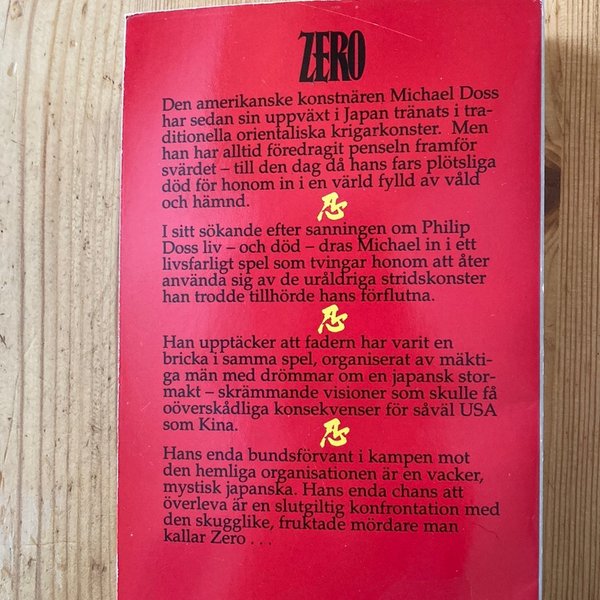 ZERO
Den amerikanske konstnären Michael Doss
har sedan sin uppväxt i Japan tränats i tra-
ditionella orientaliska krigarkonster. Men
han har alltid föredragit penseln framför
svärdet – till den dag då hans fars plötsliga
död för honom in i en värld fylld av våld
och hämnd.
忍
I sitt sökande efter sanningen om Philip
Doss liv – och död – dras Michael in i ett
livsfarligt spel som tvingar honom att åter
använda sig av de uråldriga stridskonster
han trodde tillhörde hans förflutna.
忍
Han upptäcker att fadern har varit en
bricka i samma spel, organiserat av mäkti-
ga män med drömmar om en japansk stor-
makt – skrämmande visioner som skulle få
oöverskådliga konsekvenser för såväl USA
som Kina.
忍
Hans enda bundsförvant i kampen mot
den hemliga organisationen är en vacker,
mystisk japanska. Hans enda chans att
överleva är en slutgiltig konfrontation med
den skugglike, fruktade mördare man
kallar Zero . . .